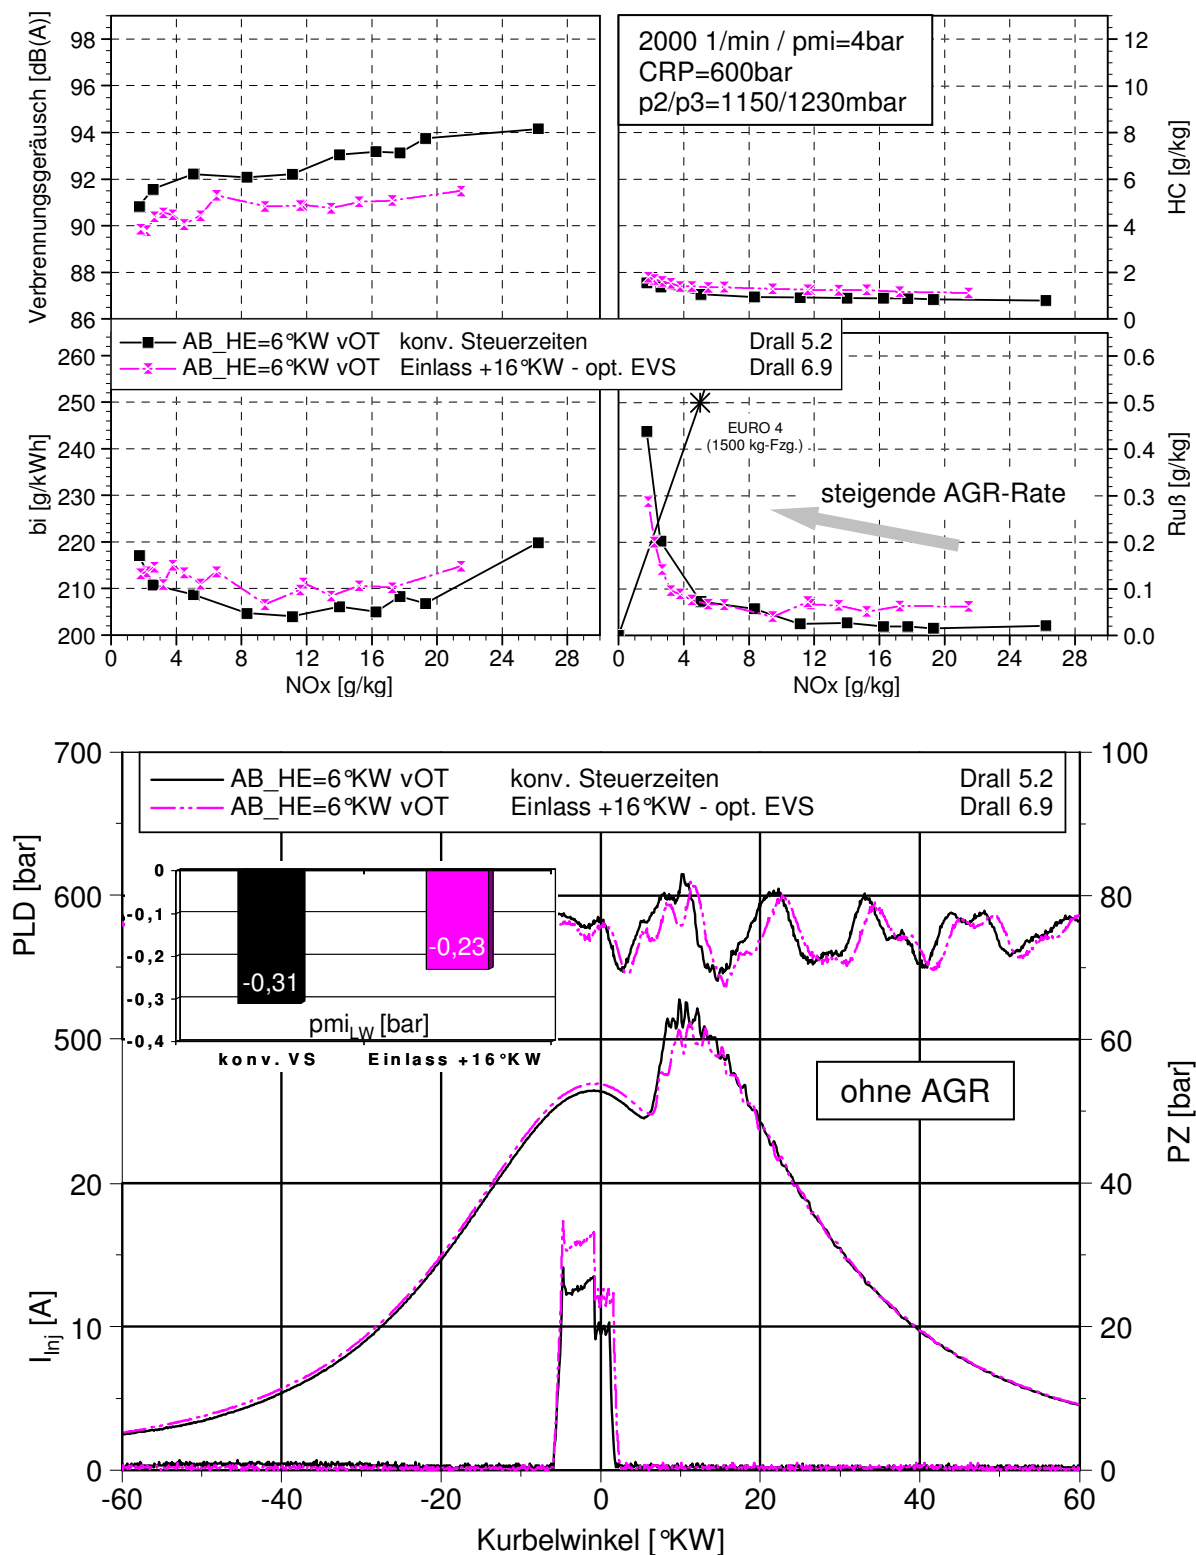 Verbrennungsgeräusch [dB(A)]
98
96
94
92
90
88
86
2000 1/min / pmi=4bar
CRP=600bar
p2/p3=1150/1230mbar
12
10
8
6
4
2
0
HC [g/kg]
AB_HE=6°KW vOT konv. Steuerzeiten Drall 5.2
AB_HE=6°KW vOT Einlass +16°KW - opt. EVS Drall 6.9
bi [g/kWh]
260
250
240
230
220
210
200
0 4 8 12 16 20 24 28
NOx [g/kg]
EURO 4
(1500 kg-Fzg.)
steigende AGR-Rate
0.6
0.5
0.4
0.3
0.2
0.1
0.0
Ruß [g/kg]
0 4 8 12 16 20 24 28
NOx [g/kg]
700
600
500
20
10
0
PLD [bar]
I_Inj [A]
AB_HE=6°KW vOT konv. Steuerzeiten Drall 5.2
AB_HE=6°KW vOT Einlass +16°KW - opt. EVS Drall 6.9
0
-0,1
-0,2
-0,3
-0,4
-0,31
-0,23
pmi_LW [bar]
konv. VS Einlass +16°KW
ohne AGR
100
80
60
40
20
0
PZ [bar]
-60 -40 -20 0 20 40 60
Kurbelwinkel [°KW]